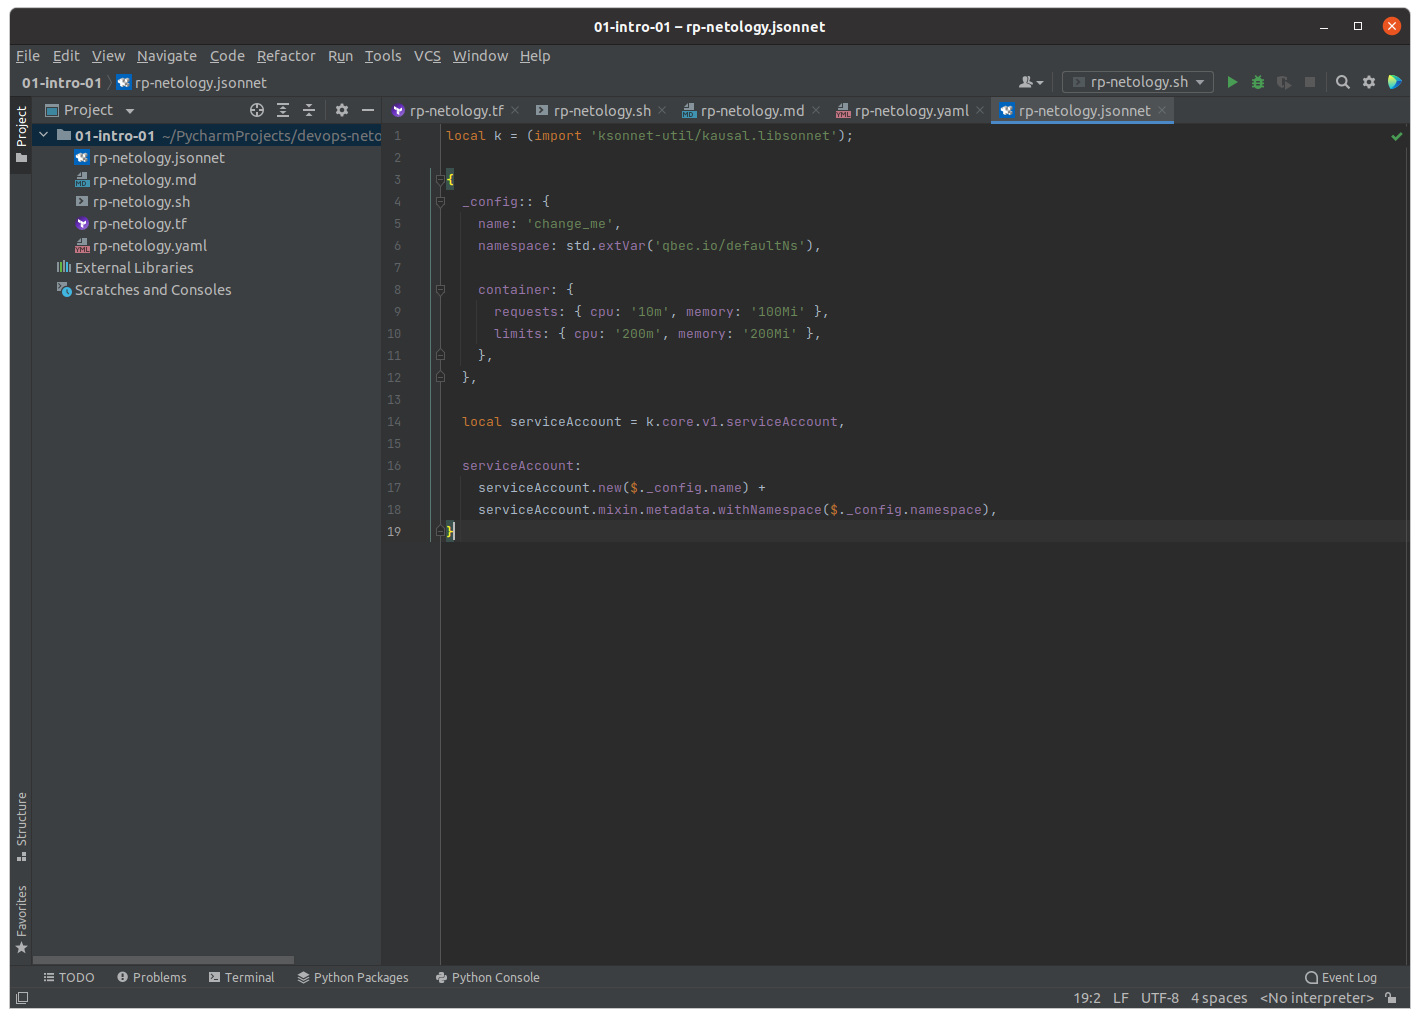 01-intro-01 – rp-netology.jsonnet
File Edit View Navigate Code Refactor Run Tools VCS Window Help
01-intro-01 rp-netology.jsonnet rp-netology.sh
Project
Project
rp-netology.tf rp-netology.sh rp-netology.md rp-netology.yaml rp-netology.jsonnet
01-intro-01 ~/PycharmProjects/devops-neto
rp-netology.jsonnet
rp-netology.md
rp-netology.sh
rp-netology.tf
rp-netology.yaml
External Libraries
Scratches and Consoles
1 local k = (import 'ksonnet-util/kausal.libsonnet');
2
3 {
4 _config:: {
5 name: 'change_me',
6 namespace: std.extVar('qbec.io/defaultNs'),
7
8 container: {
9 requests: { cpu: '10m', memory: '100Mi' },
10 limits: { cpu: '200m', memory: '200Mi' },
11 },
12 },
13
14 local serviceAccount = k.core.v1.serviceAccount,
15
16 serviceAccount:
17 serviceAccount.new($._config.name) +
18 serviceAccount.mixin.metadata.withNamespace($._config.namespace),
19 }
Structure
Favorites
TODO Problems Terminal Python Packages Python Console Event Log
19:2 LF UTF-8 4 spaces <No interpreter>